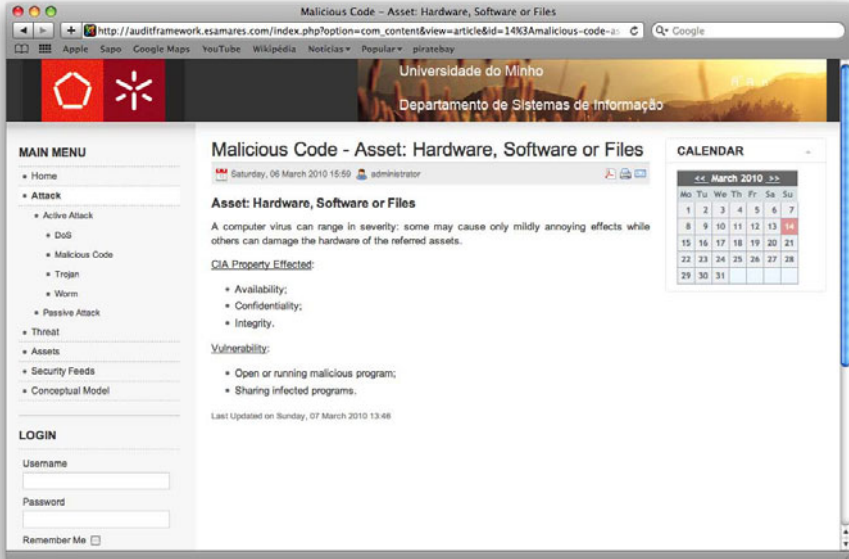 Malicious Code – Asset: Hardware, Software or Files
http://auditframework.esamares.com/index.php?option=com_content&view=article&id=14%3Amalicious-code-as
Google
Apple Sapo Google Maps YouTube Wikipédia Notícias Popular piratebay
Universidade do Minho
Departamento de Sistemas de Informação
MAIN MENU
Home
Attack
Active Attack
DoS
Malicious Code
Trojan
Worm
Passive Attack
Threat
Assets
Security Feeds
Conceptual Model
LOGIN
Username
Password
Remember Me
Malicious Code - Asset: Hardware, Software or Files
Saturday, 06 March 2010 15:59 administrator
Asset: Hardware, Software or Files
A computer virus can range in severity: some may cause only mildly annoying effects while
others can damage the hardware of the referred assets.
CIA Property Effected:
Availability;
Confidentiality;
Integrity.
Vulnerability:
Open or running malicious program;
Sharing infected programs.
Last Updated on Sunday, 07 March 2010 13:46
CALENDAR
<< March 2010 >>
Mo Tu We Th Fr Sa Su
1 2 3 4 5 6 7
8 9 10 11 12 13 14
15 16 17 18 19 20 21
22 23 24 25 26 27 28
29 30 31